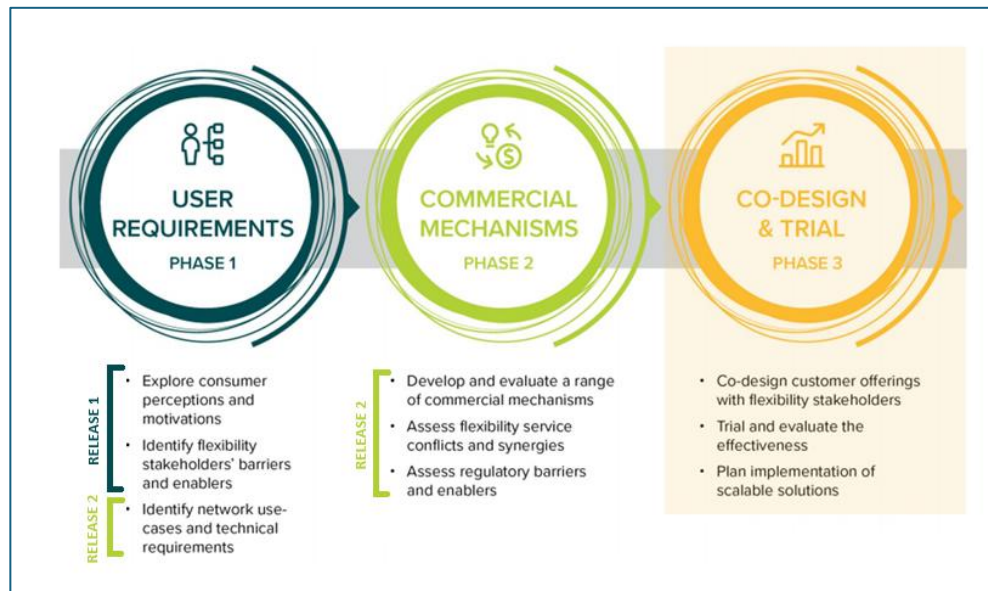 USER
REQUIREMENTS
PHASE 1
COMMERCIAL
MECHANISMS
PHASE 2
CO-DESIGN
& TRIAL
PHASE 3
RELEASE 1
• Explore consumer
perceptions and
motivations
• Identify flexibility
stakeholders' barriers
and enablers
RELEASE 2
• Identify network use-
cases and technical
requirements
RELEASE 2
• Develop and evaluate a range
of commercial mechanisms
• Assess flexibility service
conflicts and synergies
• Assess regulatory barriers
and enablers
• Co-design customer offerings
with flexibility stakeholders
• Trial and evaluate the
effectiveness
• Plan implementation of
scalable solutions